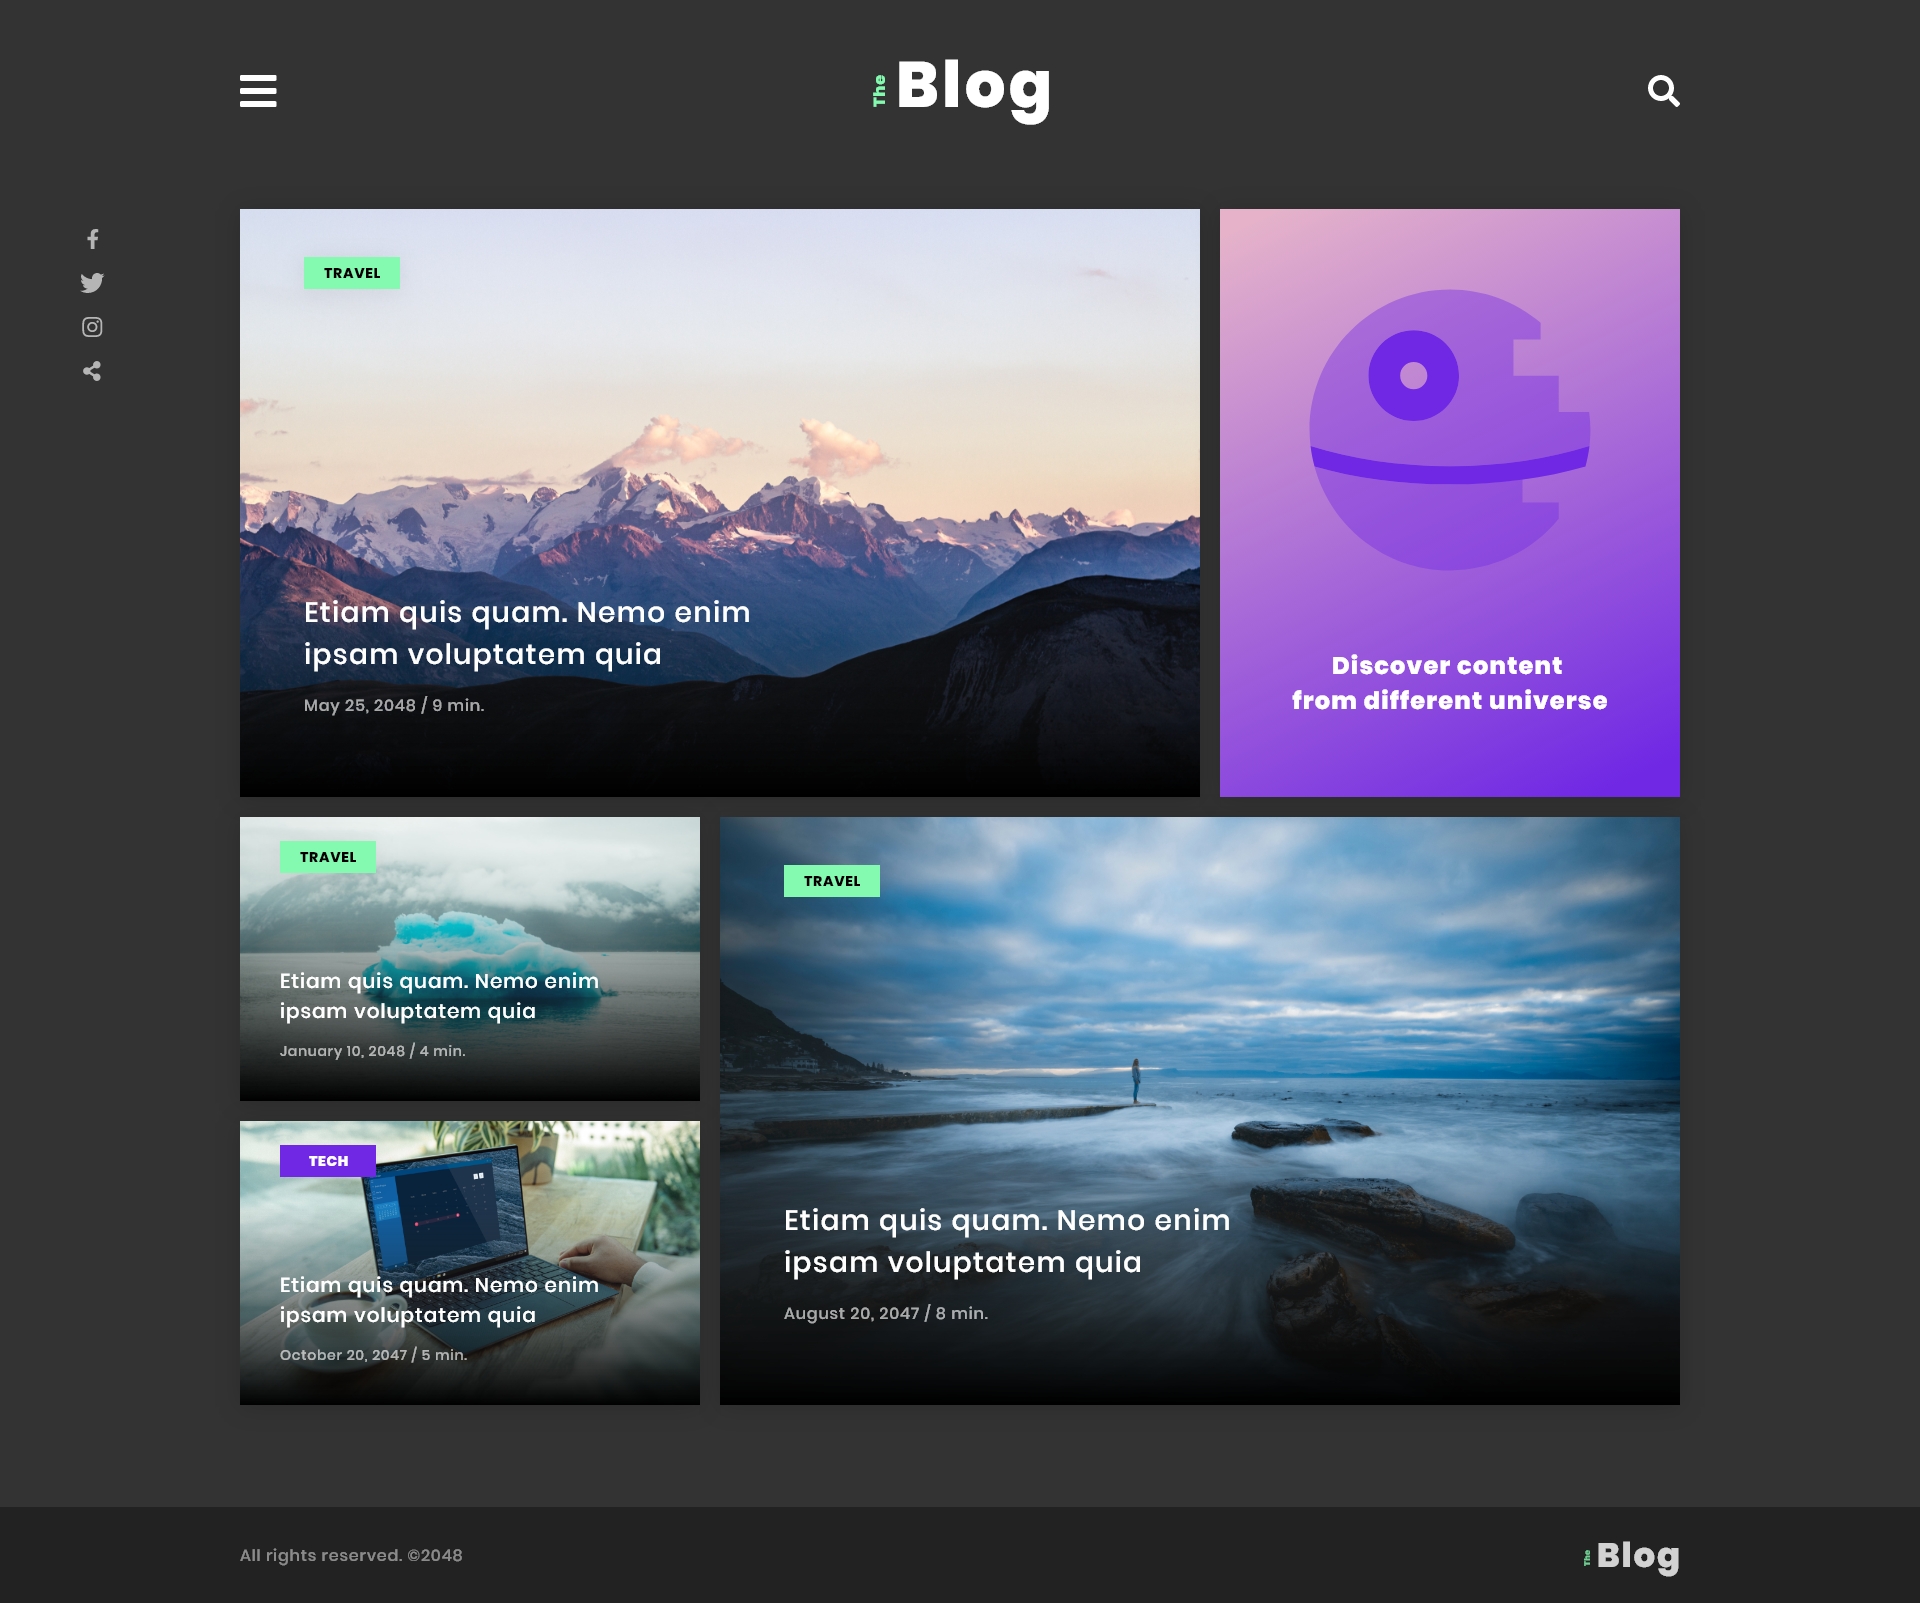 The Blog
TRAVEL
Etiam quis quam. Nemo enim
ipsam voluptatem quia
May 25, 2048 / 9 min.
Discover content
from different universe
TRAVEL
Etiam quis quam. Nemo enim
ipsam voluptatem quia
January 10, 2048 / 4 min.
TECH
Etiam quis quam. Nemo enim
ipsam voluptatem quia
October 20, 2047 / 5 min.
TRAVEL
Etiam quis quam. Nemo enim
ipsam voluptatem quia
August 20, 2047 / 8 min.
All rights reserved. ©2048
The Blog